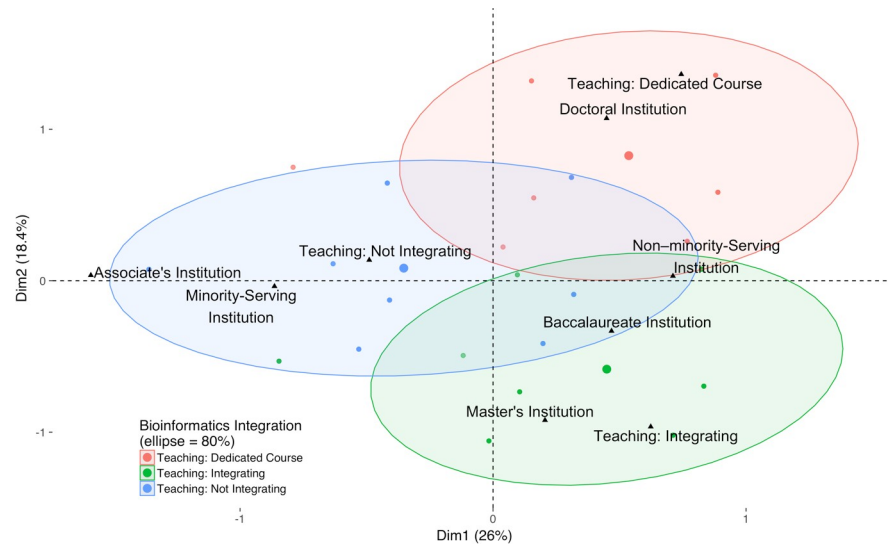 Teaching: Dedicated Course
Doctoral Institution
1
Dim2 (18.4%)
Non–minority-Serving
Institution
Teaching: Not Integrating
Associate's Institution
0
Minority-Serving
Institution
Baccalaureate Institution
Master's Institution
Teaching: Integrating
-1
Bioinformatics Integration
(ellipse = 80%)
Teaching: Dedicated Course
Teaching: Integrating
Teaching: Not Integrating
-1
0
1
Dim1 (26%)